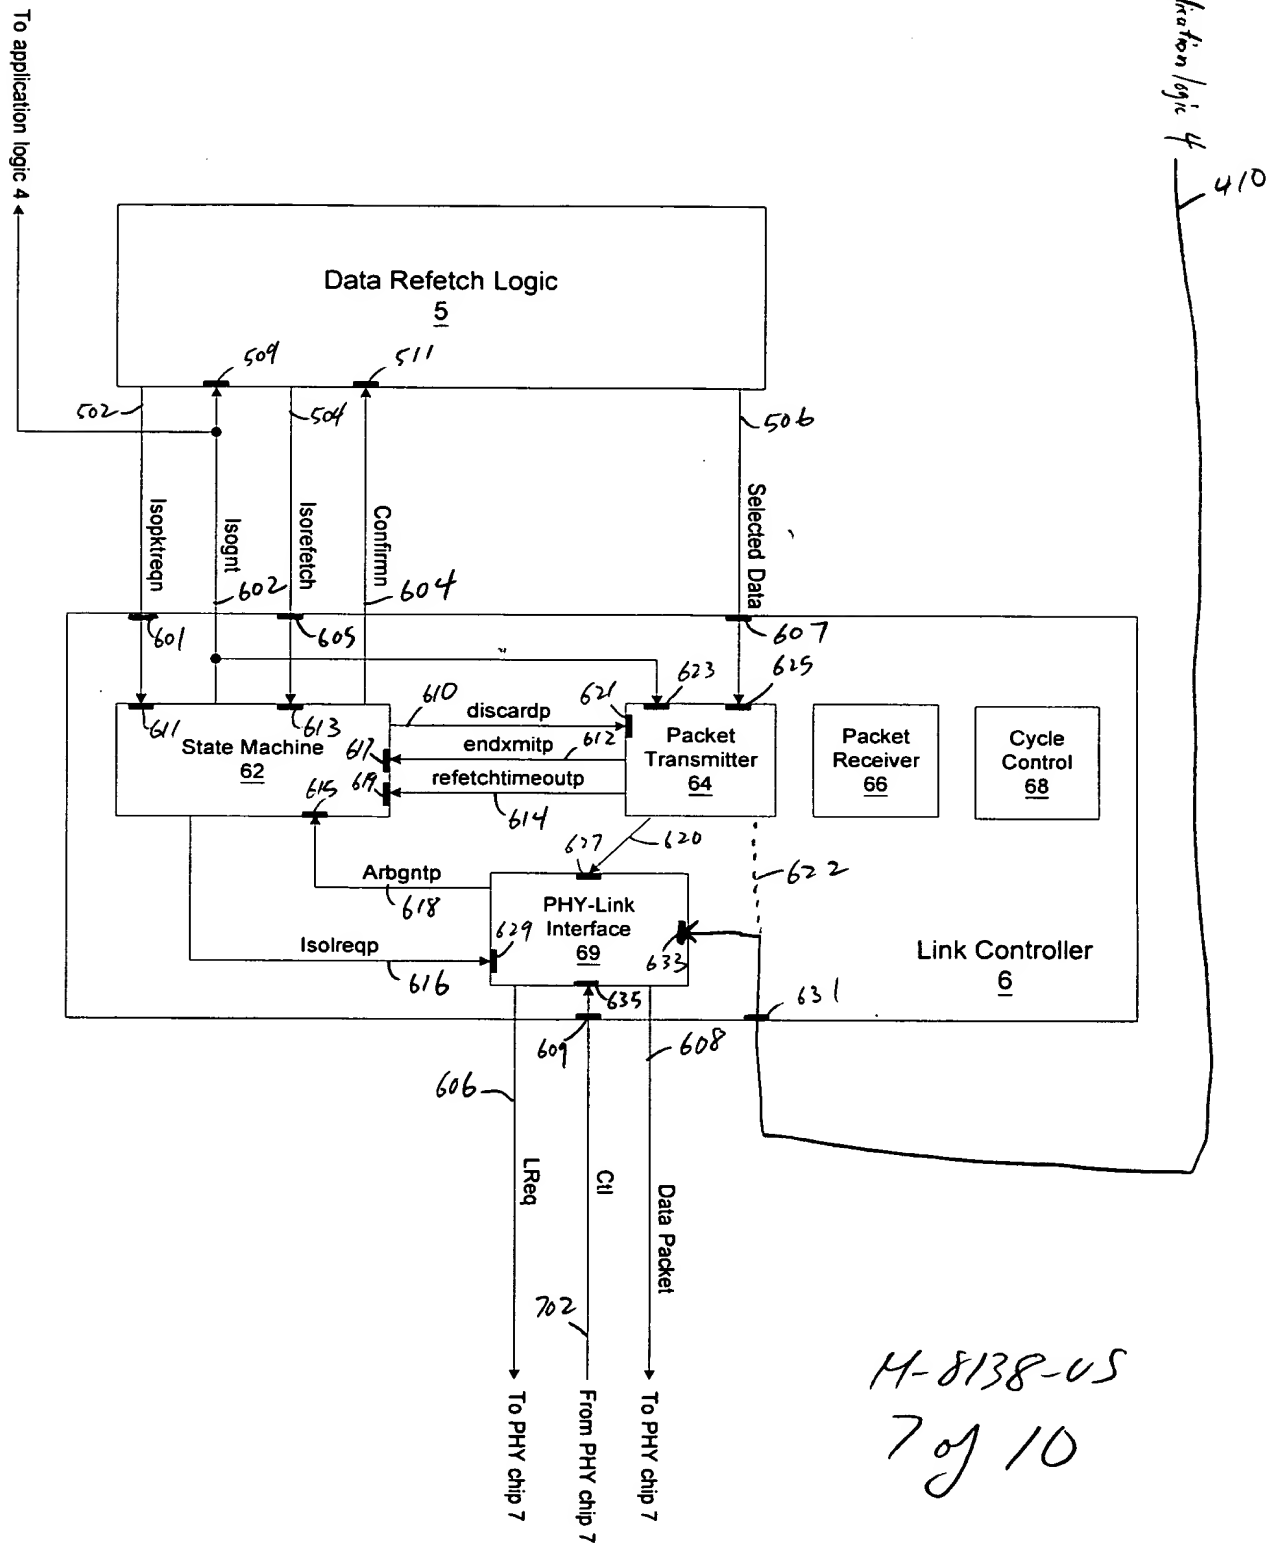 logic 4
410
To application logic 4
Data Refetch Logic
5
509
511
502
504
506
Isopktreqn
Isognt
Isorefetch
Confirmn
Selected Data
602
604
601
605
607
623
625
621
611
613
610
discardp
State Machine
62
617
endxmitp
612
619
refetchtimeoutp
614
615
Packet
Transmitter
64
Packet
Receiver
66
Cycle
Control
68
627
620
622
Arbgntp
618
PHY-Link
Interface
69
629
633
Isolreqp
616
635
Link Controller
6
631
609
608
606
LReq
Ctl
Data Packet
702
To PHY chip 7
From PHY chip 7
To PHY chip 7
M-8138-US
7 of 10